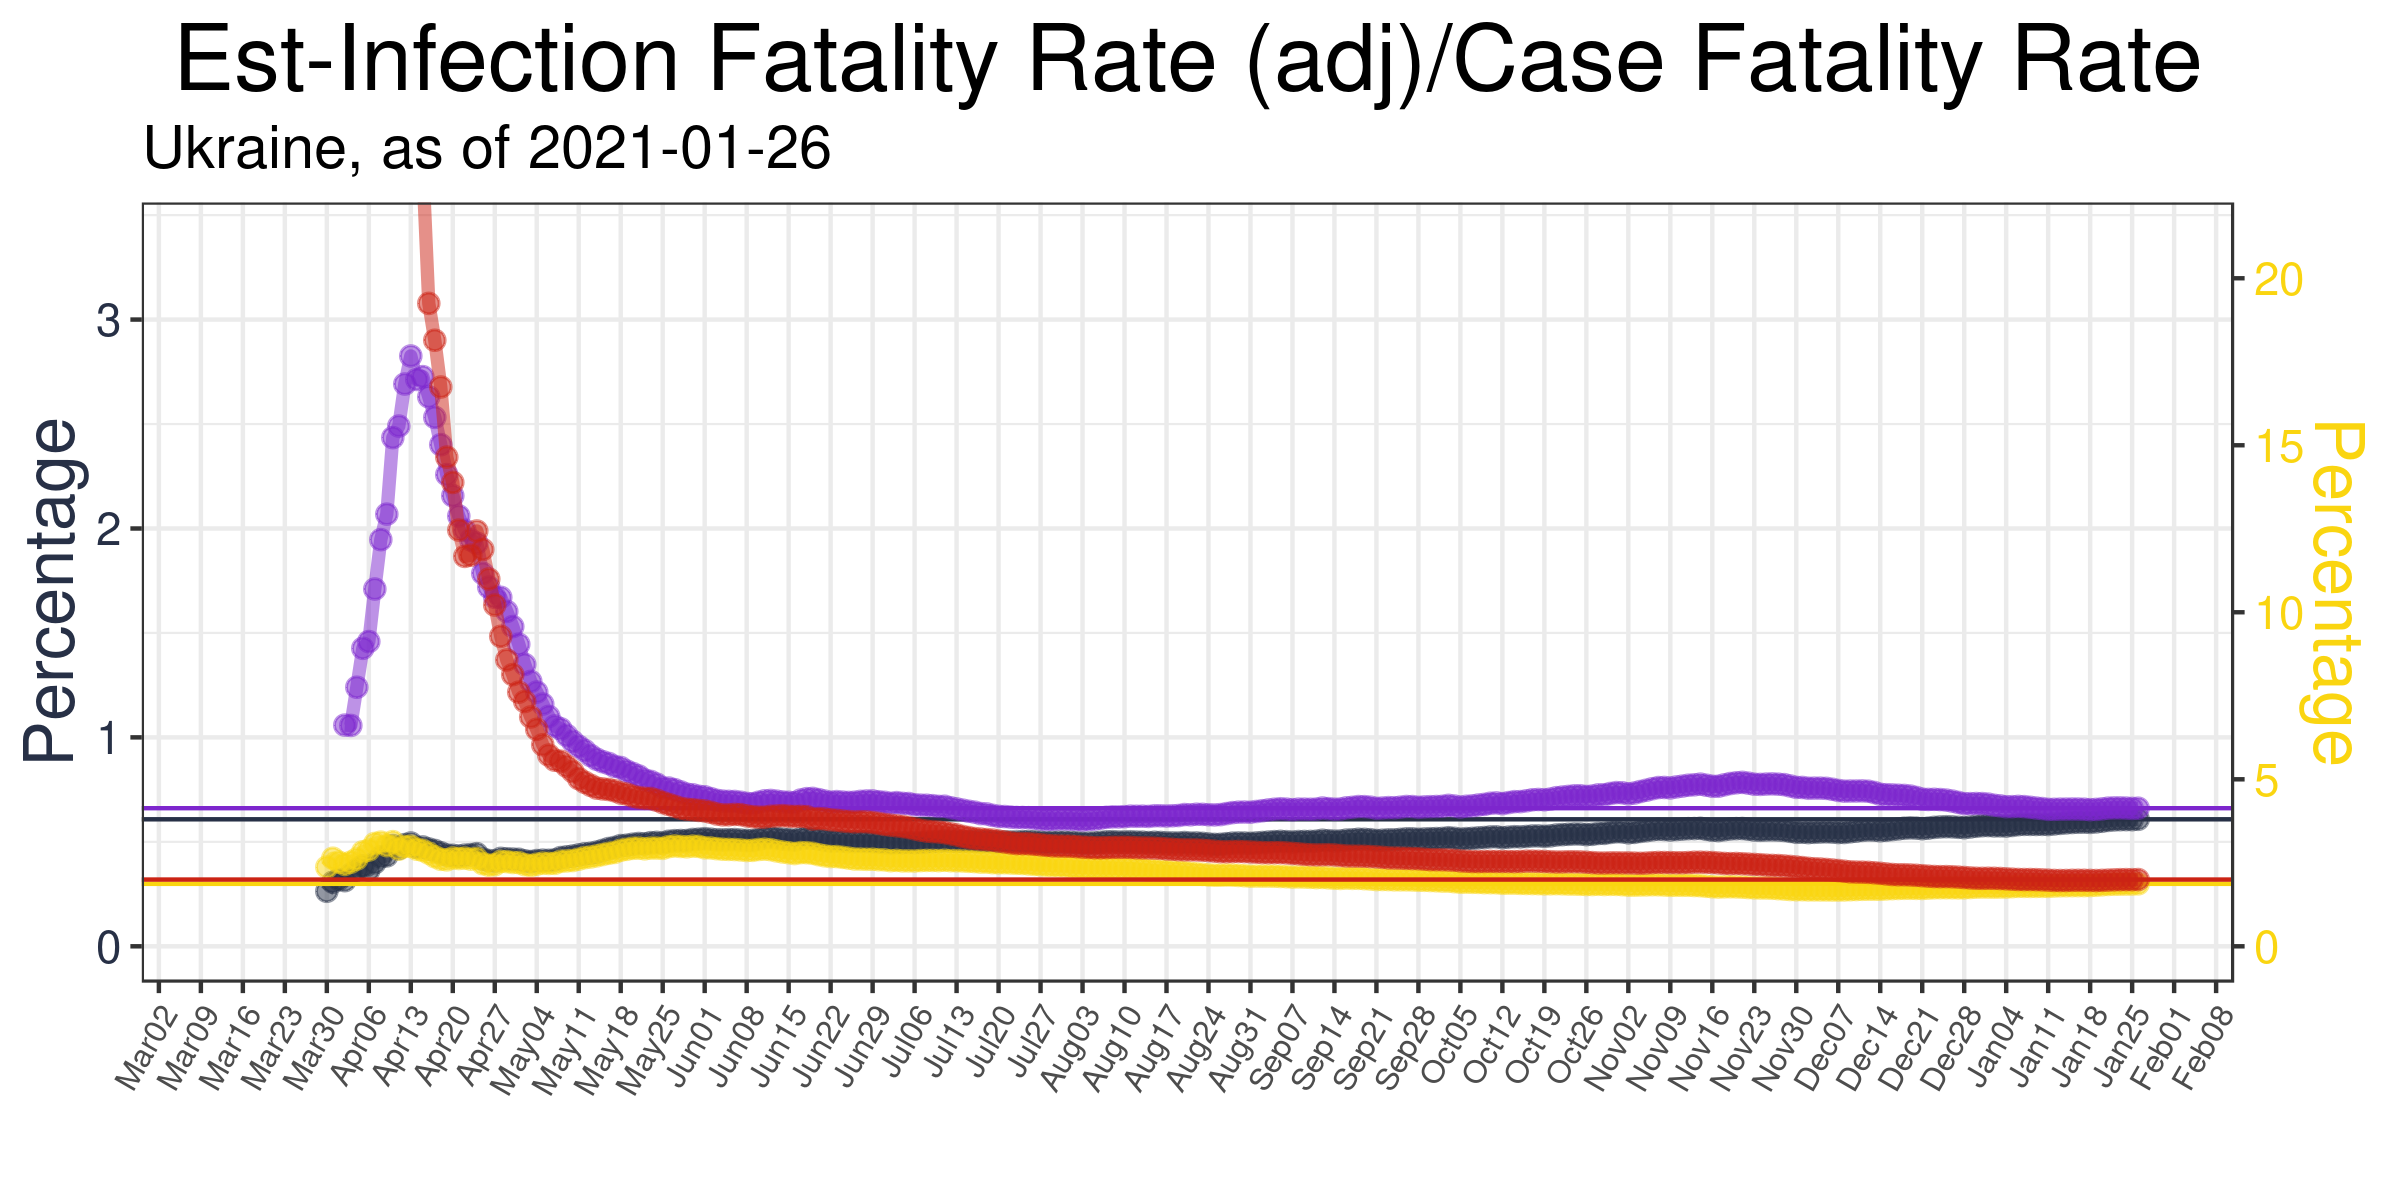 Est-Infection Fatality Rate (adj)/Case Fatality Rate
Ukraine, as of 2021-01-26
Percentage
3
2
1
0
20
15
10
5
0
Percentage
Mar02
Mar09
Mar16
Mar23
Mar30
Apr06
Apr13
Apr20
Apr27
May04
May11
May18
May25
Jun01
Jun08
Jun15
Jun22
Jun29
Jul06
Jul13
Jul20
Jul27
Aug03
Aug10
Aug17
Aug24
Aug31
Sep07
Sep14
Sep21
Sep28
Oct05
Oct12
Oct19
Oct26
Nov02
Nov09
Nov16
Nov23
Nov30
Dec07
Dec14
Dec21
Dec28
Jan04
Jan11
Jan18
Jan25
Feb01
Feb08